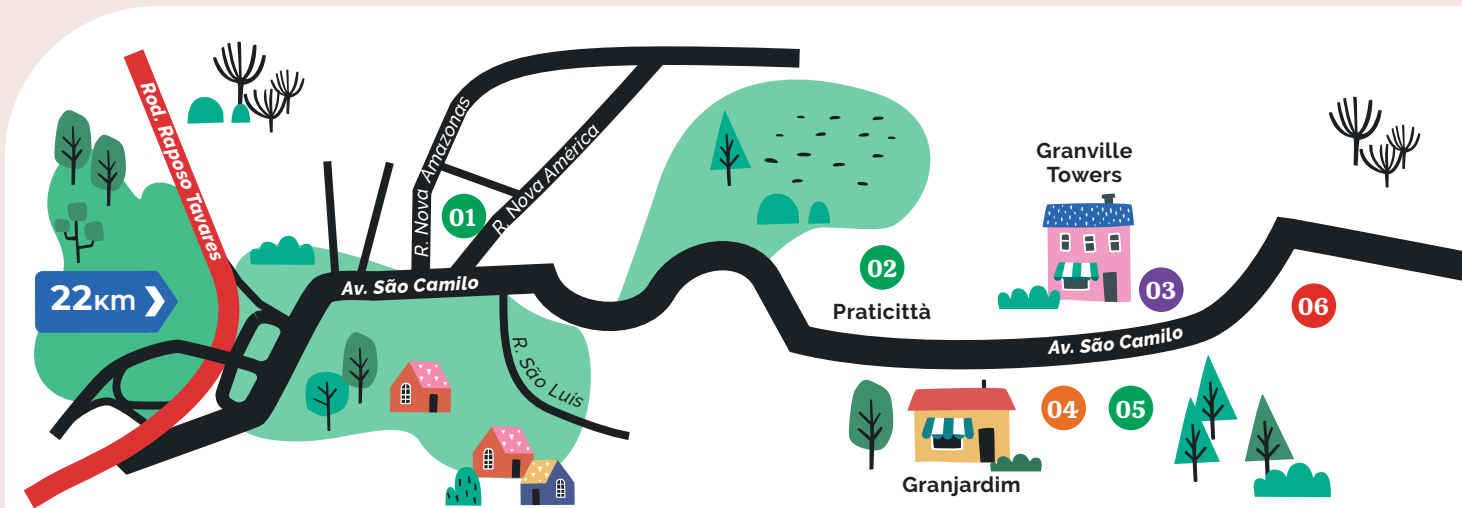 Rod. Raposo Tavares
22KM
R. Nova Amazonas
01
R. Nova América
Av. São Camilo
R. São Luis
02
Praticittà
Granville
Towers
03
Av. São Camilo
06
04
05
Granjardim